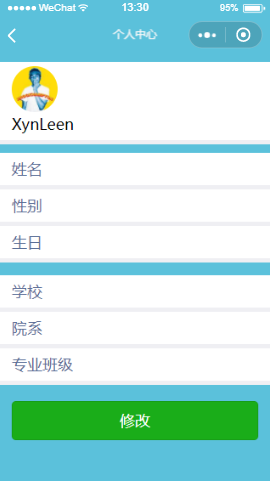 WeChat 13:30 95%
个人中心
XynLeen
姓名
性别
生日
学校
院系
专业班级
修改